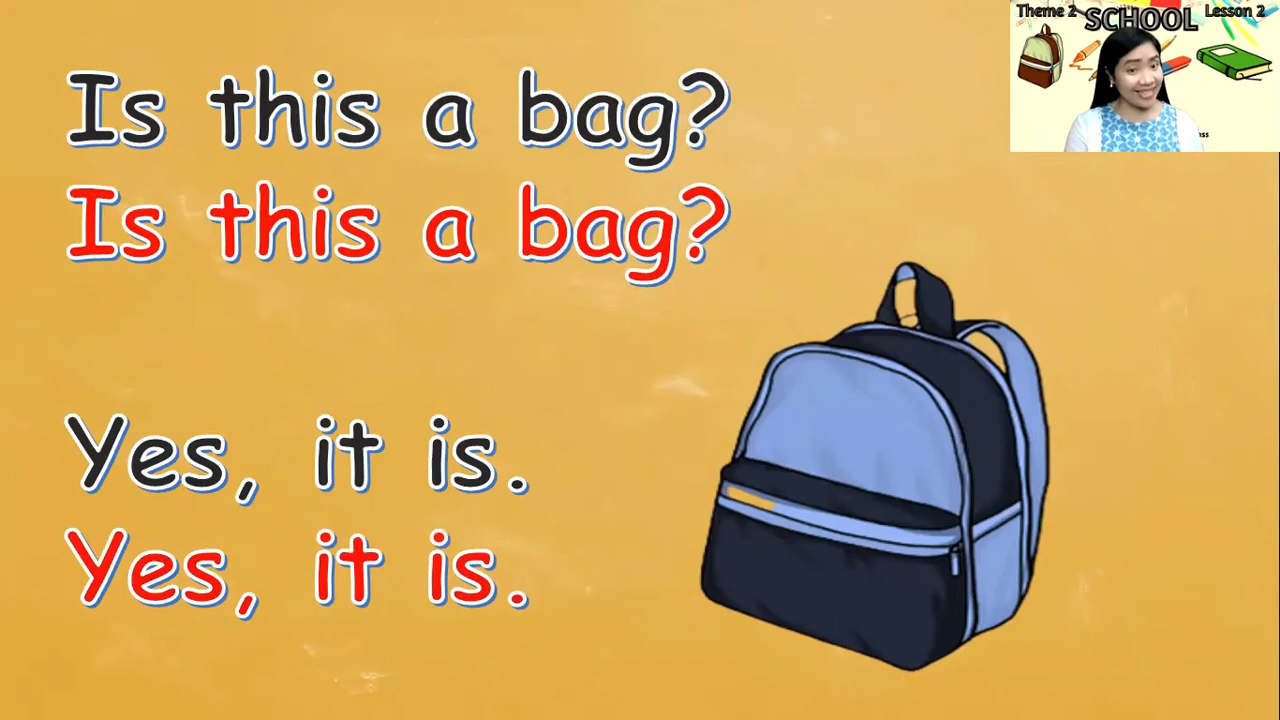 Is this a bag?
Is this a bag?
Yes, it is.
Yes, it is.
Theme 2 SCHOOL Lesson 2